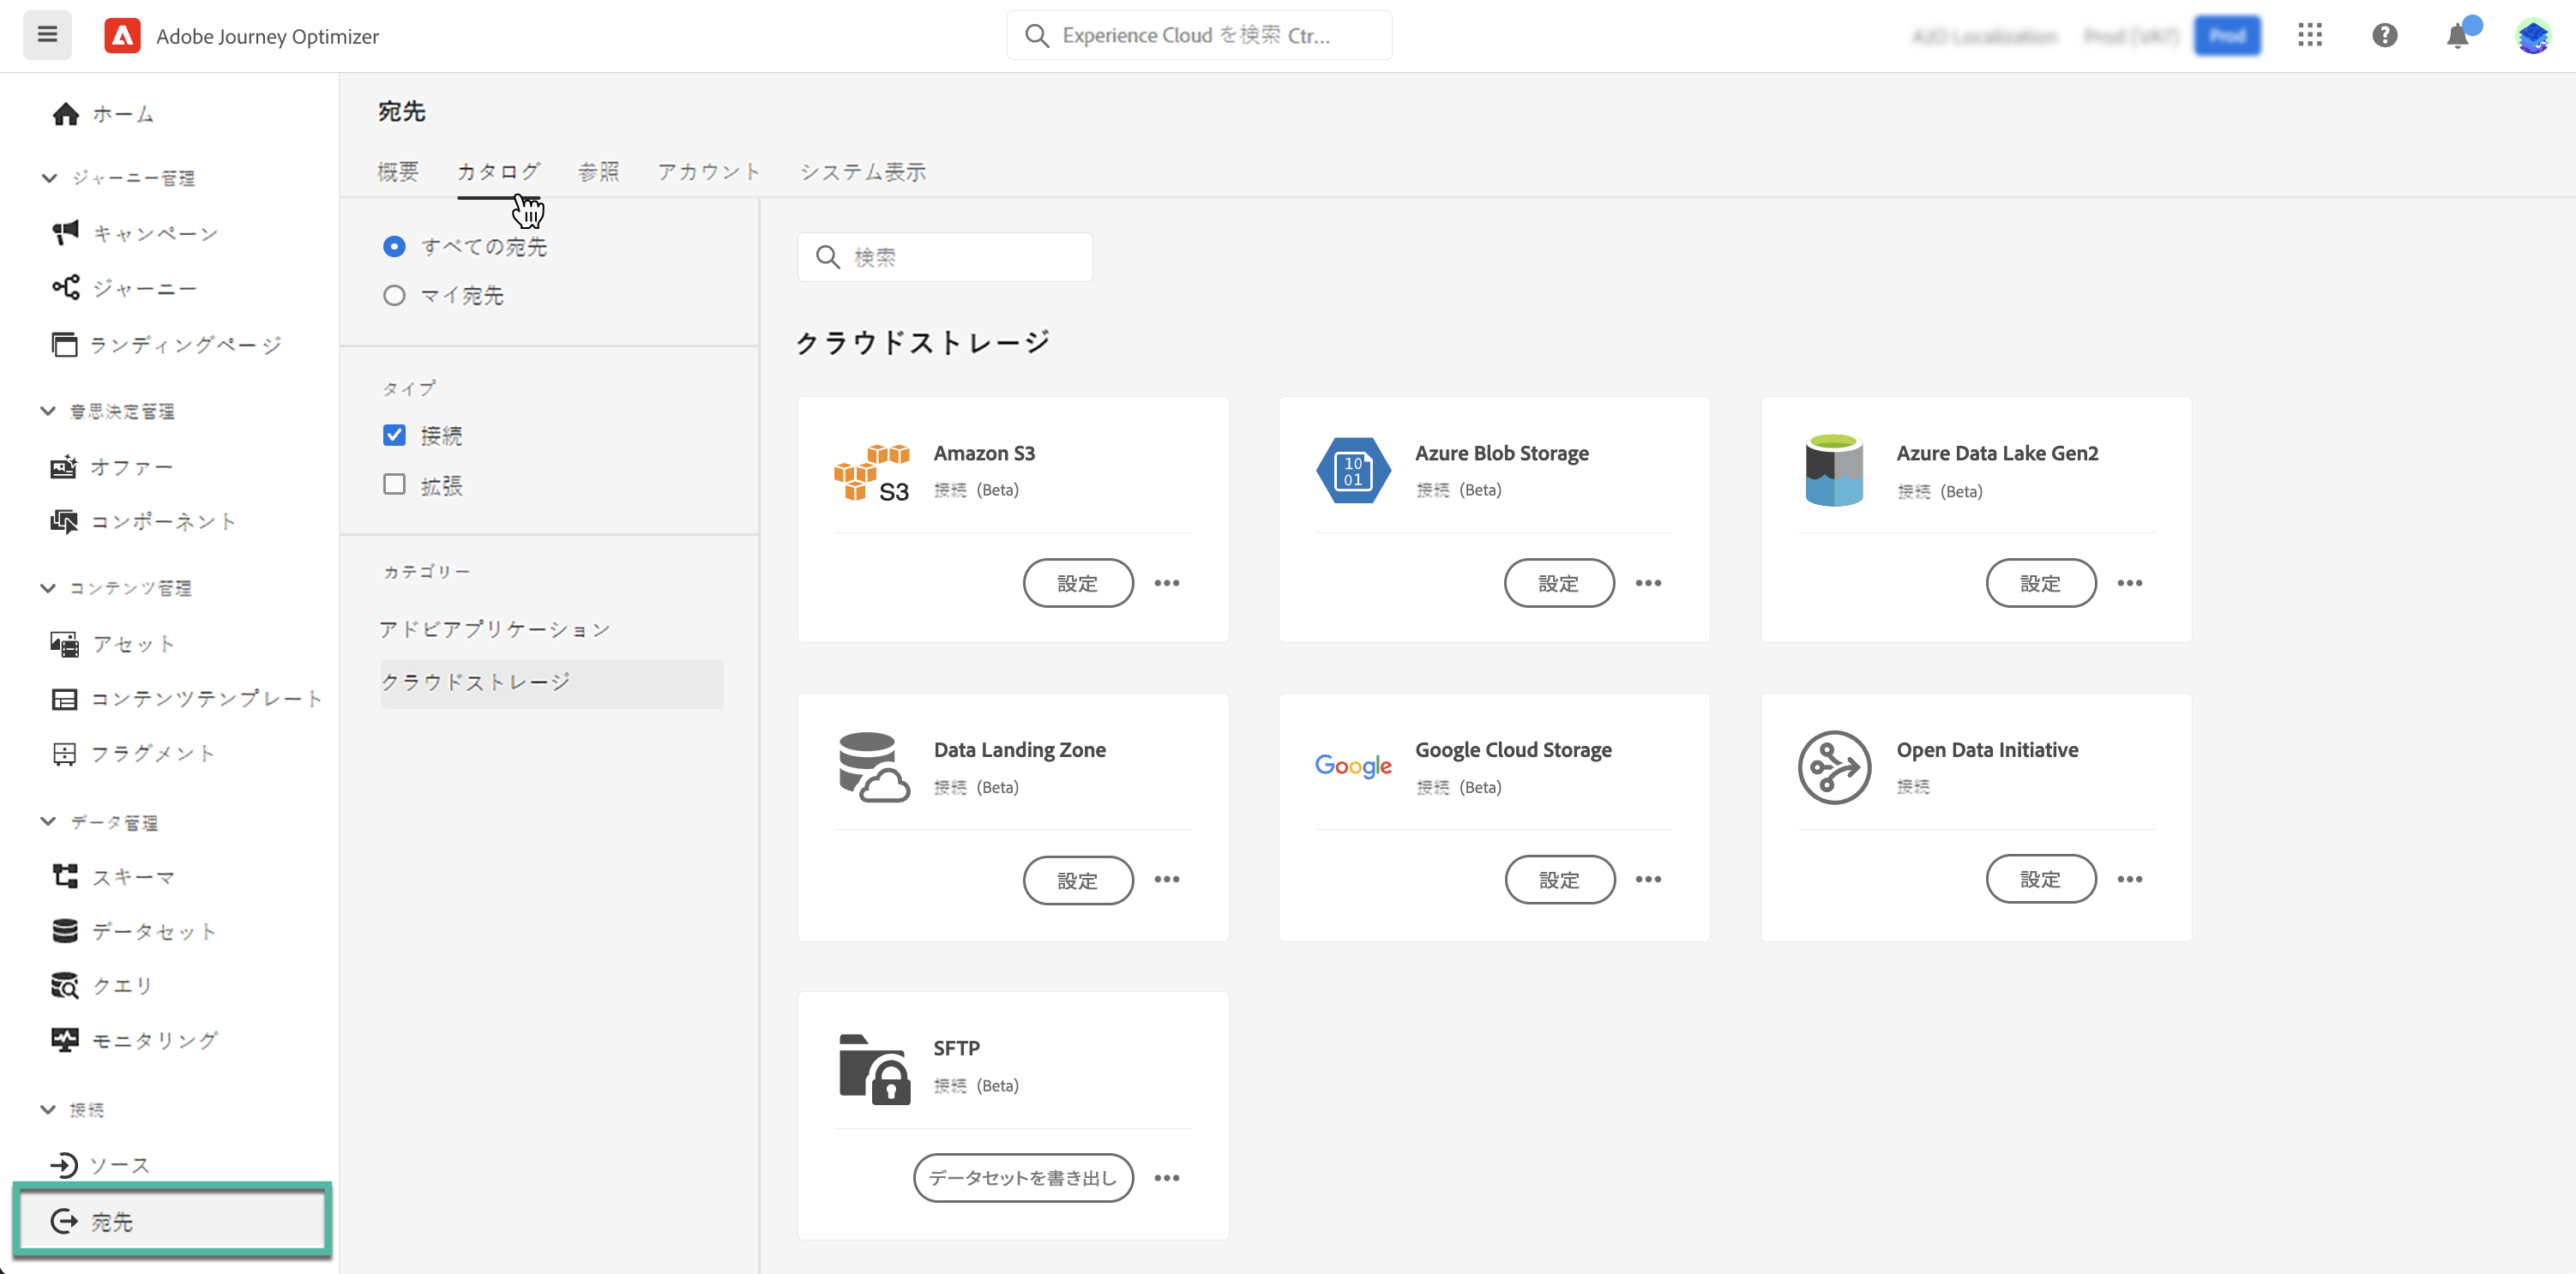 Adobe Journey Optimizer
Experience Cloud を検索 Ctr...
Prod
ホーム
ジャーニー管理
キャンペーン
ジャーニー
ランディングページ
意思決定管理
オファー
コンポーネント
コンテンツ管理
アセット
コンテンツテンプレート
フラグメント
データ管理
スキーマ
データセット
クエリ
モニタリング
接続
ソース
宛先
宛先
概要 カタログ 参照 アカウント システム表示
すべての宛先
マイ宛先
タイプ
接続
拡張
カテゴリー
アドビアプリケーション
クラウドストレージ
検索
クラウドストレージ
S3
Amazon S3
接続 (Beta)
設定
10
01
Azure Blob Storage
接続 (Beta)
設定
Azure Data Lake Gen2
接続 (Beta)
設定
Data Landing Zone
接続 (Beta)
設定
Google
Google Cloud Storage
接続 (Beta)
設定
Open Data Initiative
接続
設定
SFTP
接続 (Beta)
データセットを書き出し